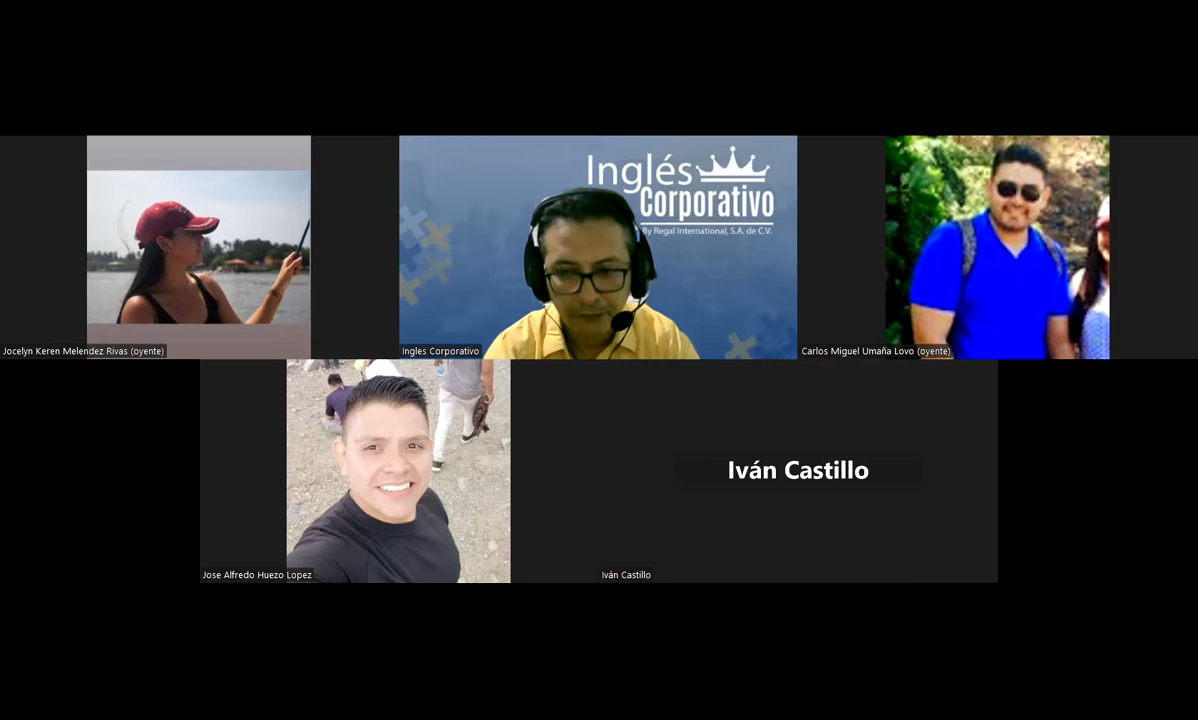 Inglés
Corporativo
By Regal International, S.A. de C.V.
Jocelyn Keren Melendez Rivas (oyente)
Ingles Corporativo
Carlos Miguel Umaña Lovo (oyente)
Iván Castillo
Jose Alfredo Huezo Lopez
Iván Castillo